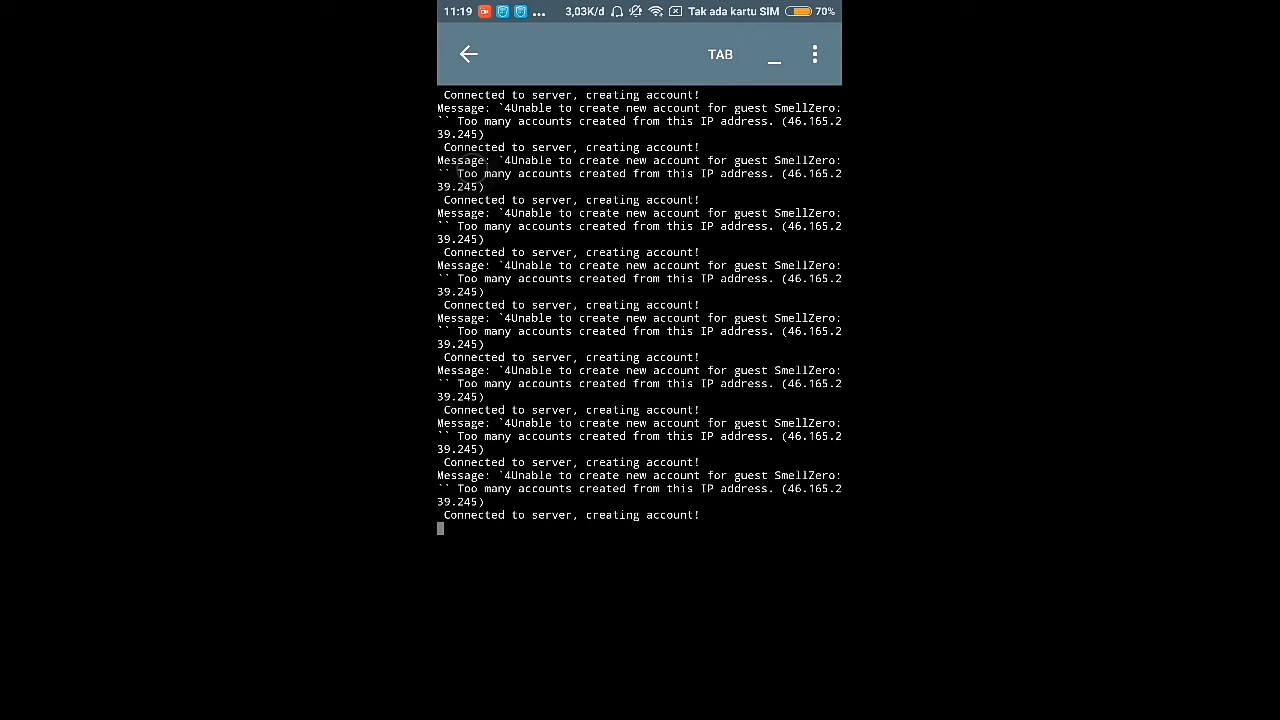 11:19 ... 3,03K/d Tak ada kartu SIM 70%
TAB _
Connected to server, creating account!
Message: `4Unable to create new account for guest SmellZero:
`` Too many accounts created from this IP address. (46.165.2
39.245)
Connected to server, creating account!
Message: `4Unable to create new account for guest SmellZero:
`` Too many accounts created from this IP address. (46.165.2
39.245)
Connected to server, creating account!
Message: `4Unable to create new account for guest SmellZero:
`` Too many accounts created from this IP address. (46.165.2
39.245)
Connected to server, creating account!
Message: `4Unable to create new account for guest SmellZero:
`` Too many accounts created from this IP address. (46.165.2
39.245)
Connected to server, creating account!
Message: `4Unable to create new account for guest SmellZero:
`` Too many accounts created from this IP address. (46.165.2
39.245)
Connected to server, creating account!
Message: `4Unable to create new account for guest SmellZero:
`` Too many accounts created from this IP address. (46.165.2
39.245)
Connected to server, creating account!
Message: `4Unable to create new account for guest SmellZero:
`` Too many accounts created from this IP address. (46.165.2
39.245)
Connected to server, creating account!
Message: `4Unable to create new account for guest SmellZero:
`` Too many accounts created from this IP address. (46.165.2
39.245)
Connected to server, creating account!